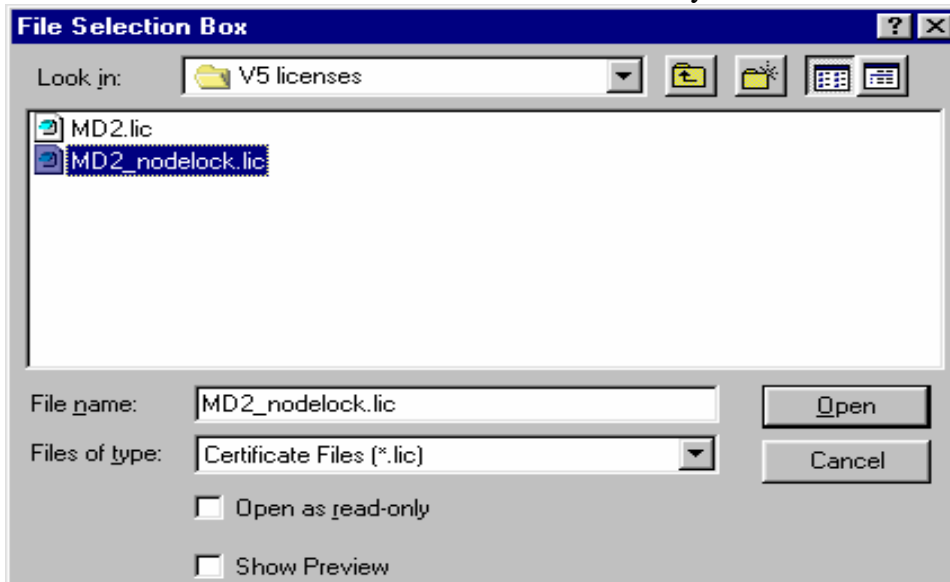 File Selection Box
Look in: V5 licenses
MD2.lic
MD2_nodelock.lic
File name: MD2_nodelock.lic Open
Files of type: Certificate Files (*.lic) Cancel
Open as read-only
Show Preview